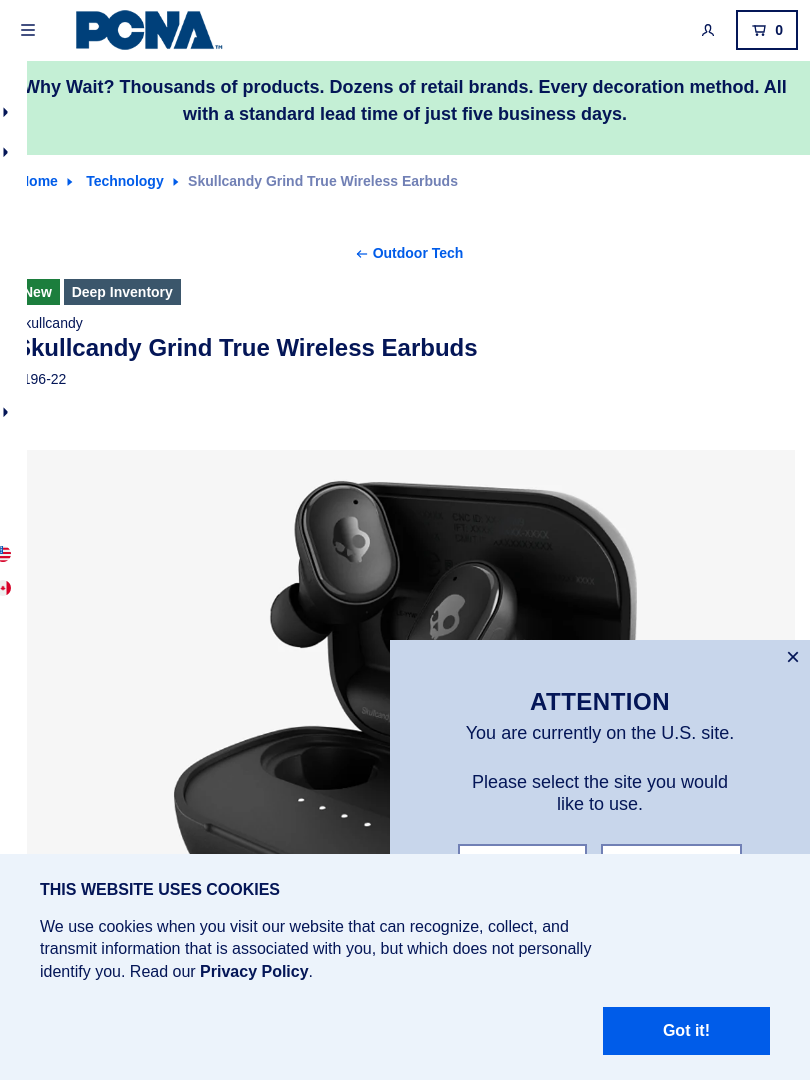 PCNA
0
Why Wait? Thousands of products. Dozens of retail brands. Every decoration method. All
with a standard lead time of just five business days.
Technology
Skullcandy Grind True Wireless Earbuds
Outdoor Tech
New
Deep Inventory
kullcandy
Skullcandy Grind True Wireless Earbuds
196-22
ATTENTION
You are currently on the U.S. site.
Please select the site you would
like to use.
THIS WEBSITE USES COOKIES
We use cookies when you visit our website that can recognize, collect, and
transmit information that is associated with you, but which does not personally
identify you. Read our Privacy Policy.
Got it!